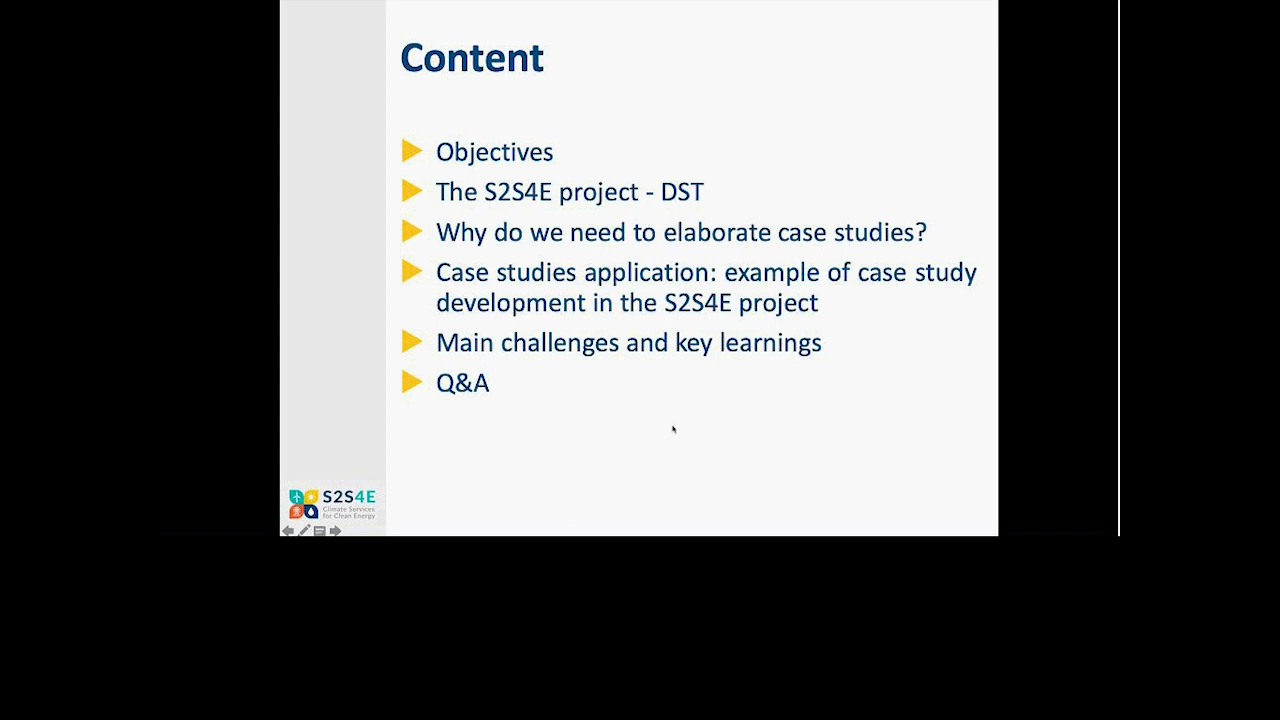 Content
Objectives
The S2S4E project - DST
Why do we need to elaborate case studies?
Case studies application: example of case study
development in the S2S4E project
Main challenges and key learnings
Q&A
S2S4E
Climate Services
for Clean Energy